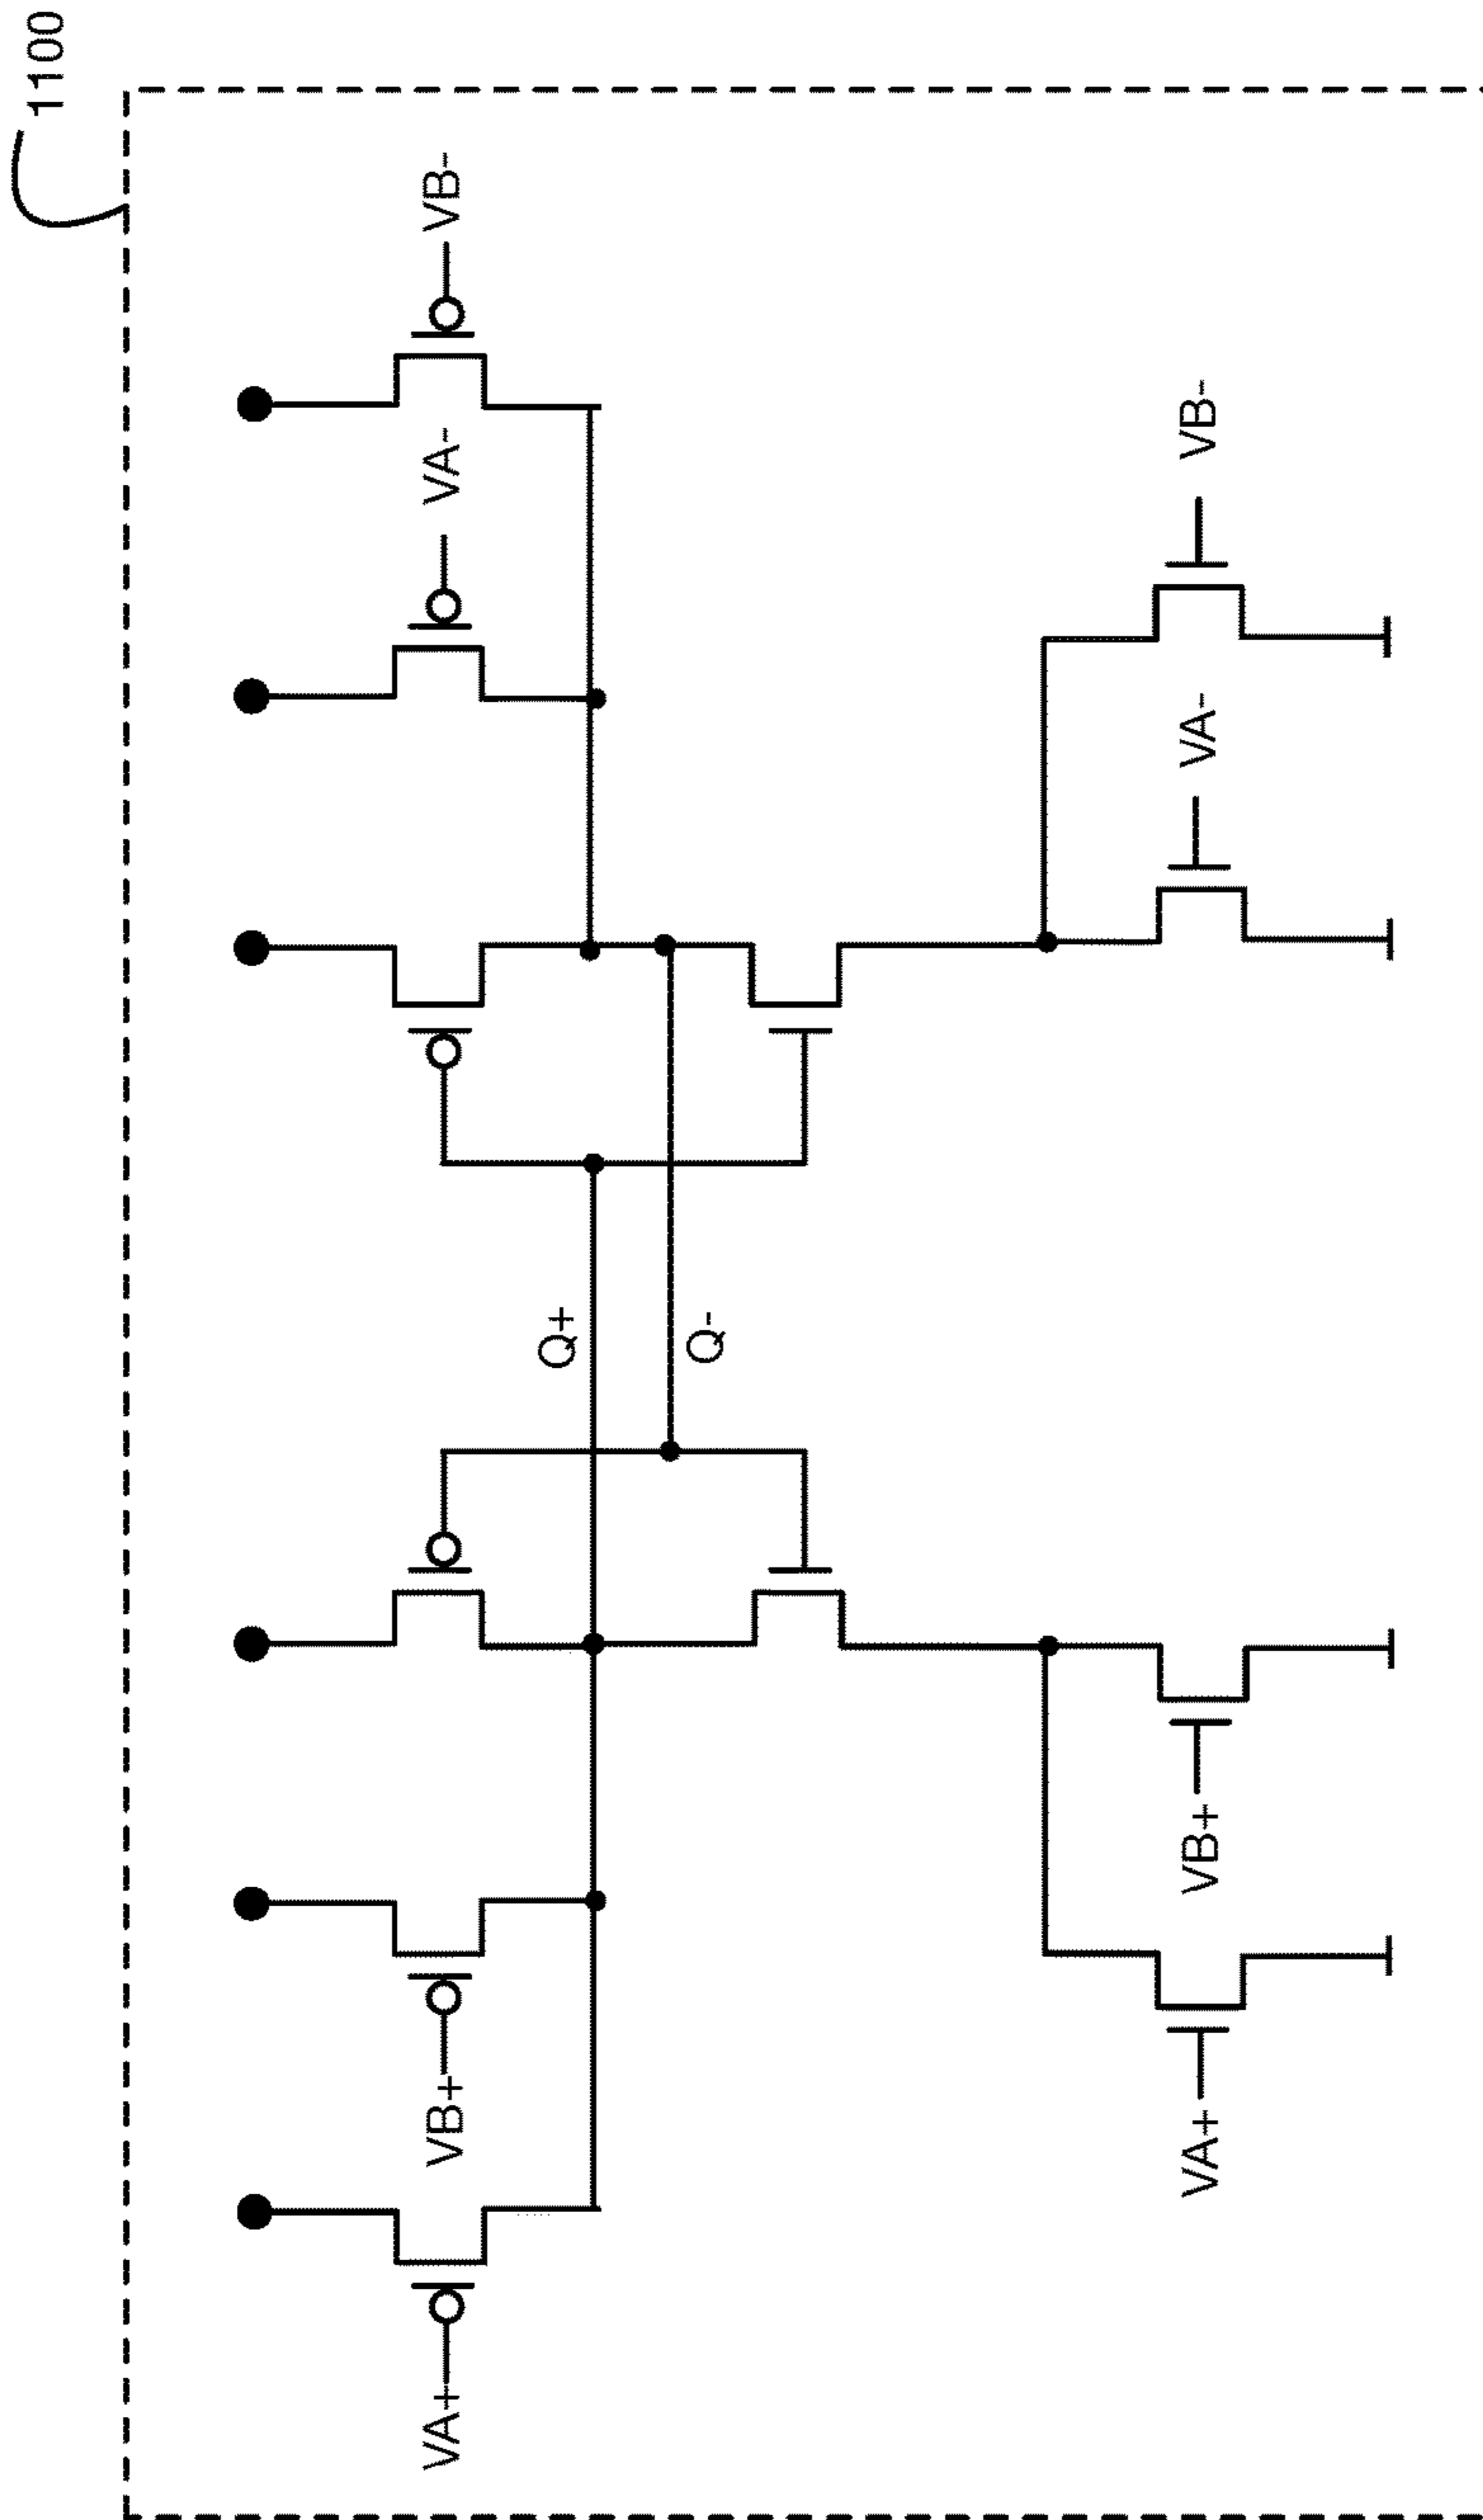 1100
VA+
VB+
VA-
VB-
Q+
Q-
VA+
VB+
VA-
VB-